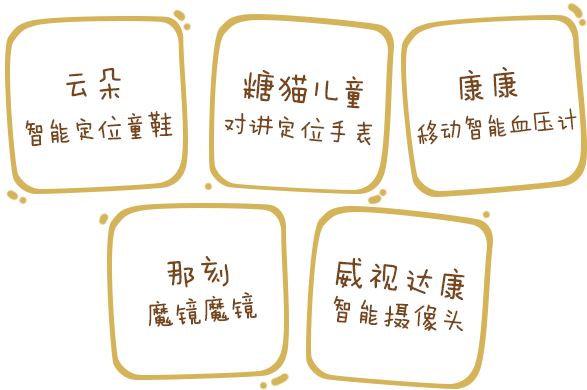 云朵
智能定位童鞋
糖猫儿童
对讲定位手表
康康
移动智能血压计
那刻
魔镜魔镜
威视达康
智能摄像头